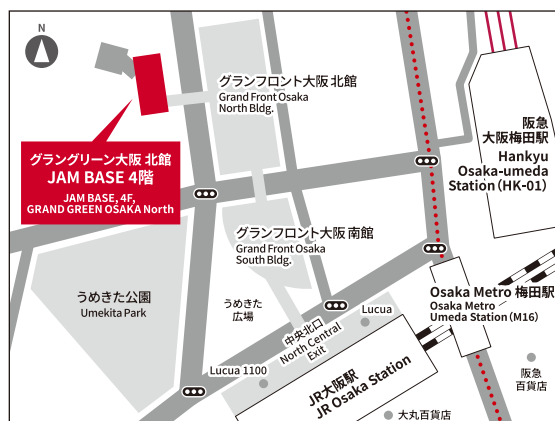 N
グランフロント大阪 北館
Grand Front Osaka
North Bldg.
阪急
大阪梅田駅
Hankyu
Osaka-umeda
Station (HK-01)
グラングリーン大阪 北館
JAM BASE 4階
JAM BASE, 4F,
GRAND GREEN OSAKA North
グランフロント大阪 南館
Grand Front Osaka
South Bldg.
うめきた公園
Umekita Park
うめきた
広場
Osaka Metro 梅田駅
Osaka Metro
Umeda Station (M16)
中央北口
North Central
Exit
Lucua
Lucua 1100
JR大阪駅
JR Osaka Station
阪急
百貨店
大丸百貨店